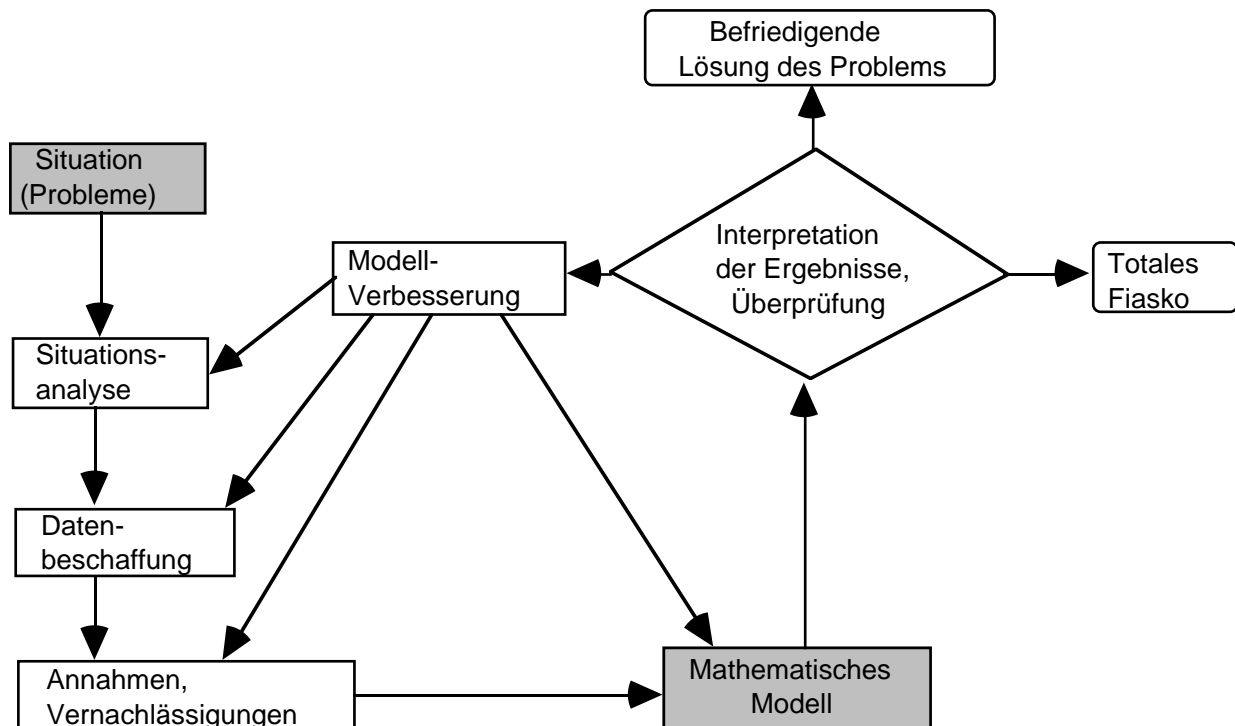 Befriedigende
Lösung des Problems
Situation
(Probleme)
Modell-
Verbesserung
Interpretation
der Ergebnisse,
Überprüfung
Totales
Fiasko
Situations-
analyse
Daten-
beschaffung
Annahmen,
Vernachlässigungen
Mathematisches
Modell